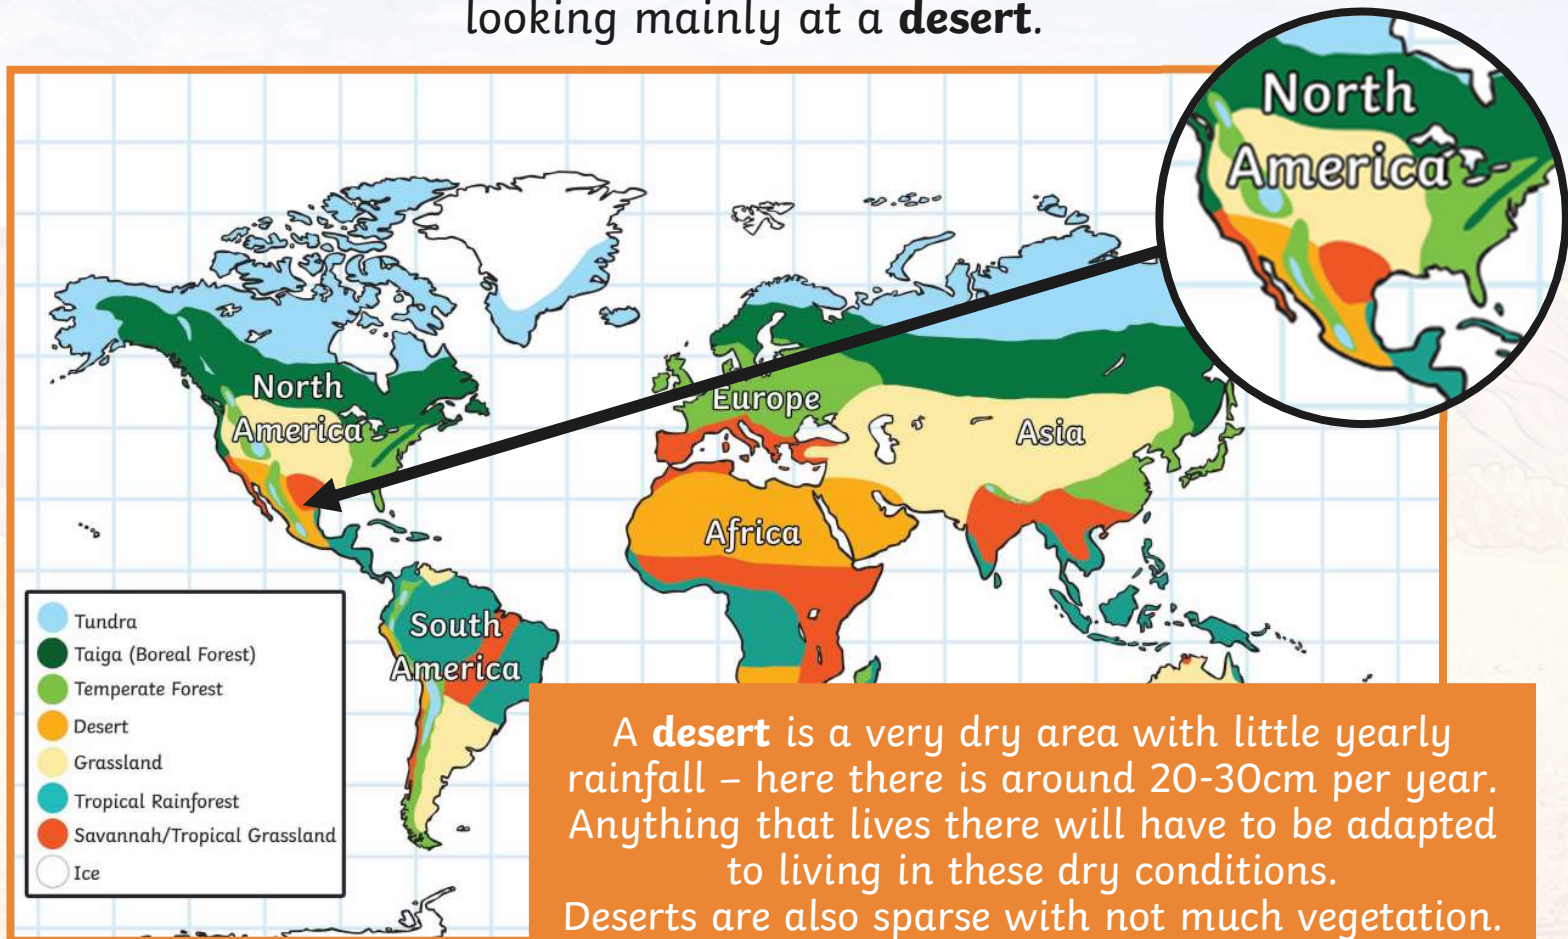 looking mainly at a desert.
North
America
North
America
Europe
Asia
Africa
South
America
Tundra
Taiga (Boreal Forest)
Temperate Forest
Desert
Grassland
Tropical Rainforest
Savannah/Tropical Grassland
Ice
A desert is a very dry area with little yearly
rainfall – here there is around 20-30cm per year.
Anything that lives there will have to be adapted
to living in these dry conditions.
Deserts are also sparse with not much vegetation.